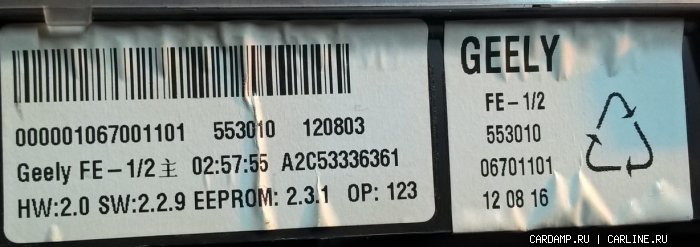 000001067001101 553010 120803
Geely FE-1/2主 02:57:55 A2C53336361
HW:2.0 SW:2.2.9 EEPROM: 2.3.1 OP: 123
GEELY
FE-1/2
553010
06701101
12 08 16
CARDAMP.RU | CARLINE.RU